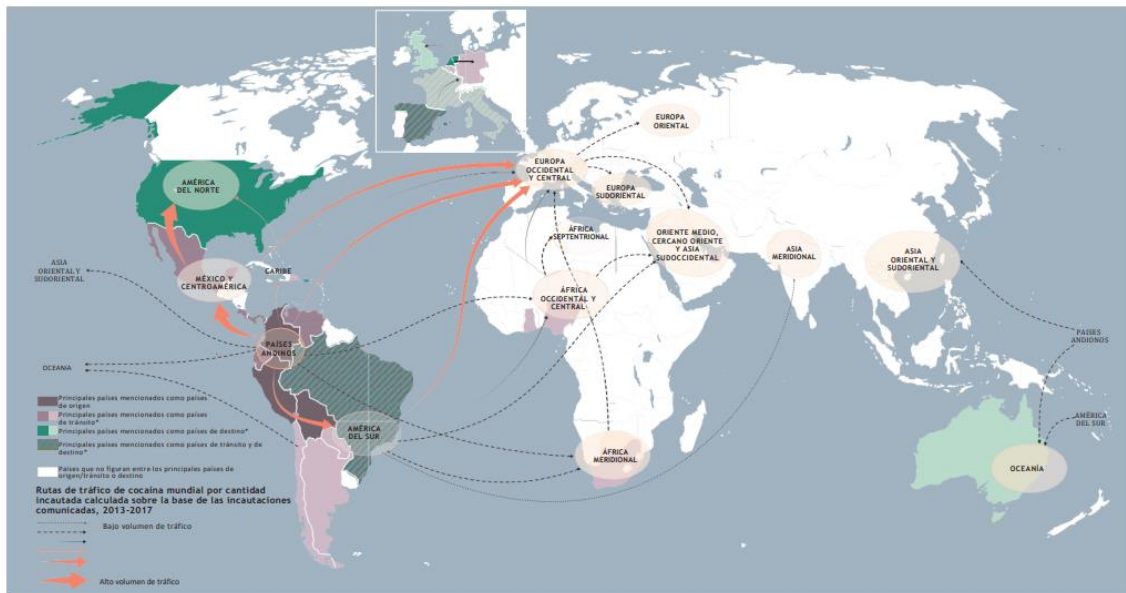 EUROPA
ORIENTAL
EUROPA
OCCIDENTAL
Y CENTRAL
AMÉRICA
DEL NORTE
EUROPA
SUDORIENTAL
ÁFRICA
SEPTENTRIONAL
ORIENTE MEDIO,
CERCANO ORIENTE
Y ASIA
SUDOCCIDENTAL
ASIA
MERIDIONAL
ASIA
ORIENTAL Y
SUDORIENTAL
ASIA
ORIENTAL Y
SUDORIENTAL
CARIBE
MÉXICO Y
CENTROAMÉRICA
ÁFRICA
OCCIDENTAL Y
CENTRAL
PAÍSES
ANDINOS
PAISES
ANDIONOS
OCEANÍA
AMÉRICA
DEL SUR
AMÉRICA
DEL SUR
ÁFRICA
MERIDIONAL
OCEANÍA
Principales países mencionados como países
de origen
Principales países mencionados como países
de tránsito*
Principales países mencionados como países de destino*
Principales países mencionados como países de tránsito y de
destino*
Países que no figuran entre los principales países de
origen/tránsito o destino
Rutas de tráfico de cocaína mundial por cantidad
incautada calculada sobre la base de las incautaciones
comunicadas, 2013-2017
Bajo volumen de tráfico
Alto volumen de tráfico